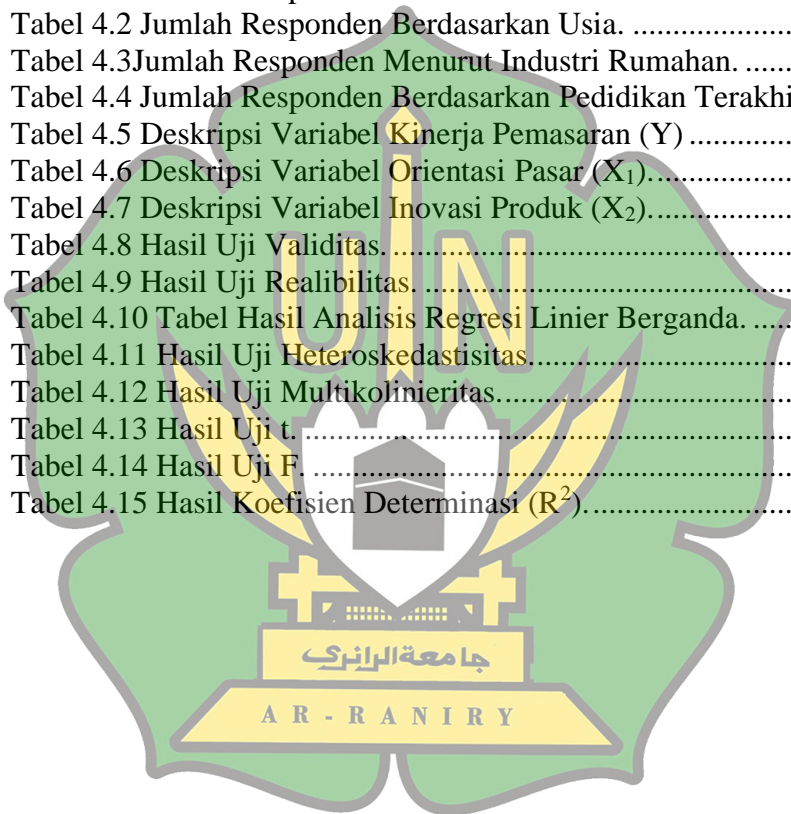 Tabel 4.2 Jumlah Responden Berdasarkan Usia. ....................
Tabel 4.3Jumlah Responden Menurut Industri Rumahan. ......
Tabel 4.4 Jumlah Responden Berdasarkan Pedidikan Terakhi
Tabel 4.5 Deskripsi Variabel Kinerja Pemasaran (Y) .............
Tabel 4.6 Deskripsi Variabel Orientasi Pasar (X₁)..................
Tabel 4.7 Deskripsi Variabel Inovasi Produk (X₂)..................
Tabel 4.8 Hasil Uji Validitas. ..................................................
Tabel 4.9 Hasil Uji Realibilitas. ..............................................
Tabel 4.10 Tabel Hasil Analisis Regresi Linier Berganda. .....
Tabel 4.11 Hasil Uji Heteroskedastisitas.................................
Tabel 4.12 Hasil Uji Multikolinieritas.....................................
Tabel 4.13 Hasil Uji t. .............................................................
Tabel 4.14 Hasil Uji F. ............................................................
Tabel 4.15 Hasil Koefisien Determinasi (R²). .........................
UIN
جامعةالرانري
AR-RANIRY